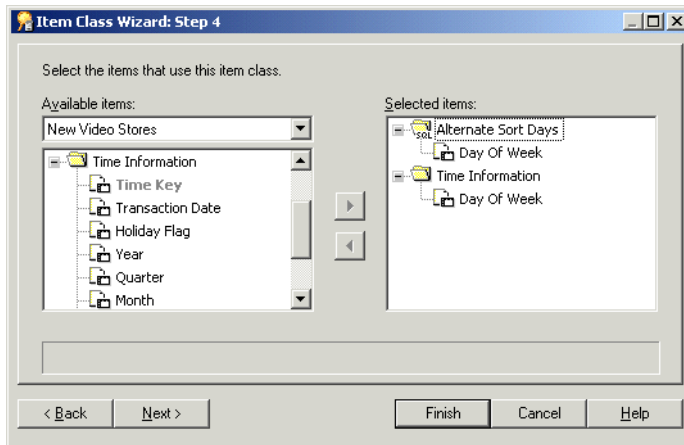 Item Class Wizard: Step 4
Select the items that use this item class.
Available items:
New Video Stores
Time Information
Time Key
Transaction Date
Holiday Flag
Year
Quarter
Month
Selected items:
SQL Alternate Sort Days
Day Of Week
Time Information
Day Of Week
< Back
Next >
Finish
Cancel
Help